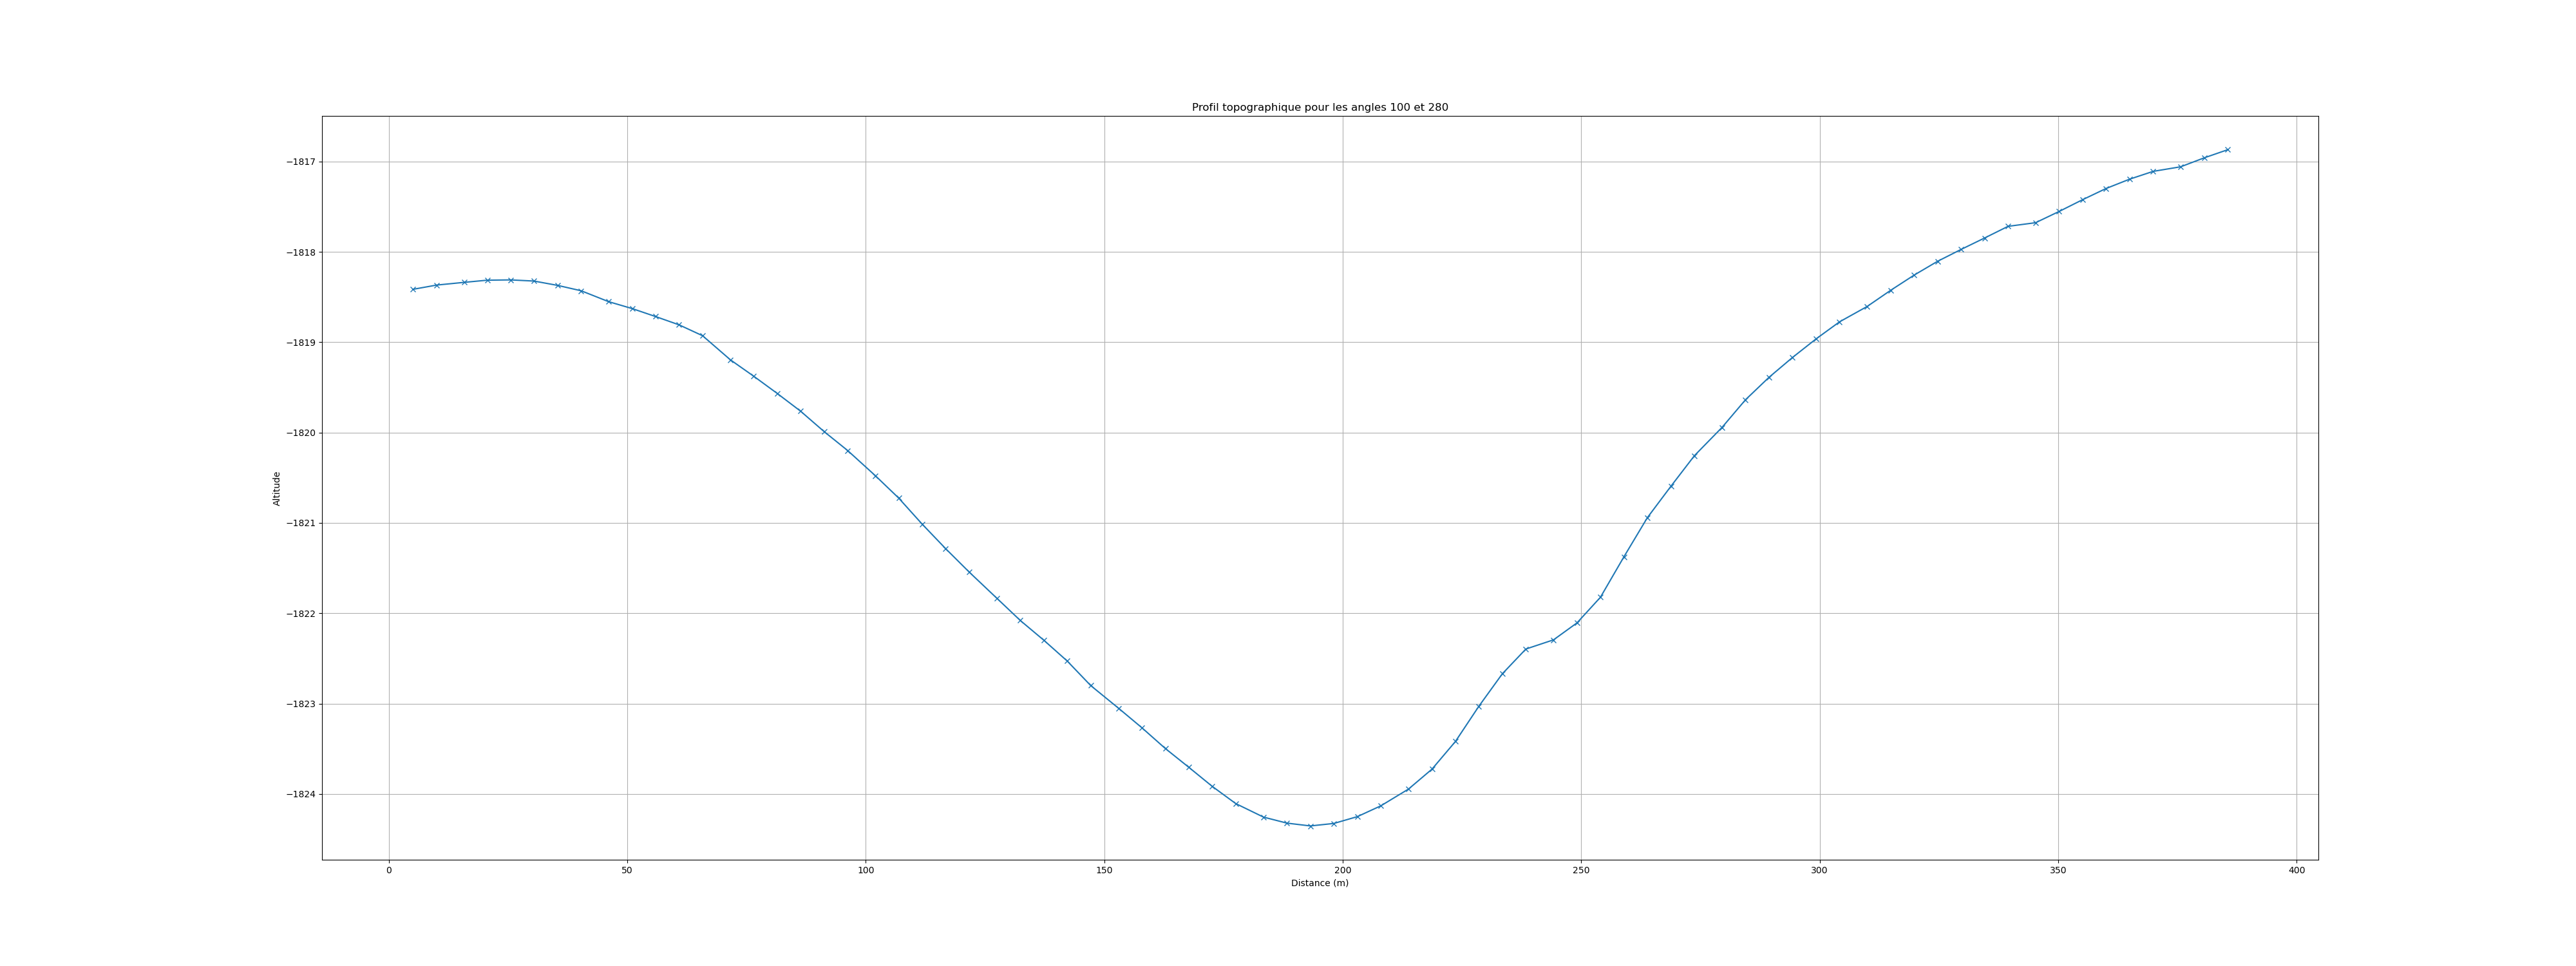 Profil topographique pour les angles 100 et 280
Altitude
−1817
−1818
−1819
−1820
−1821
−1822
−1823
−1824
0 50 100 150 200 250 300 350 400
Distance (m)